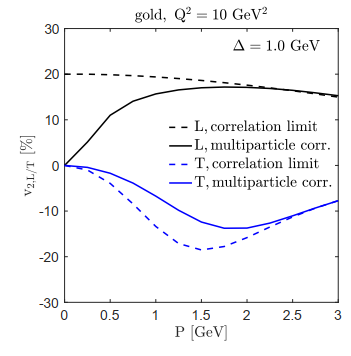 gold, Q² = 10 GeV²
Δ = 1.0 GeV
L, correlation limit
L, multiparticle corr.
T, correlation limit
T, multiparticle corr.
v2,L/T [%]
30
20
10
0
-10
-20
-30
0 0.5 1 1.5 2 2.5 3
P [GeV]